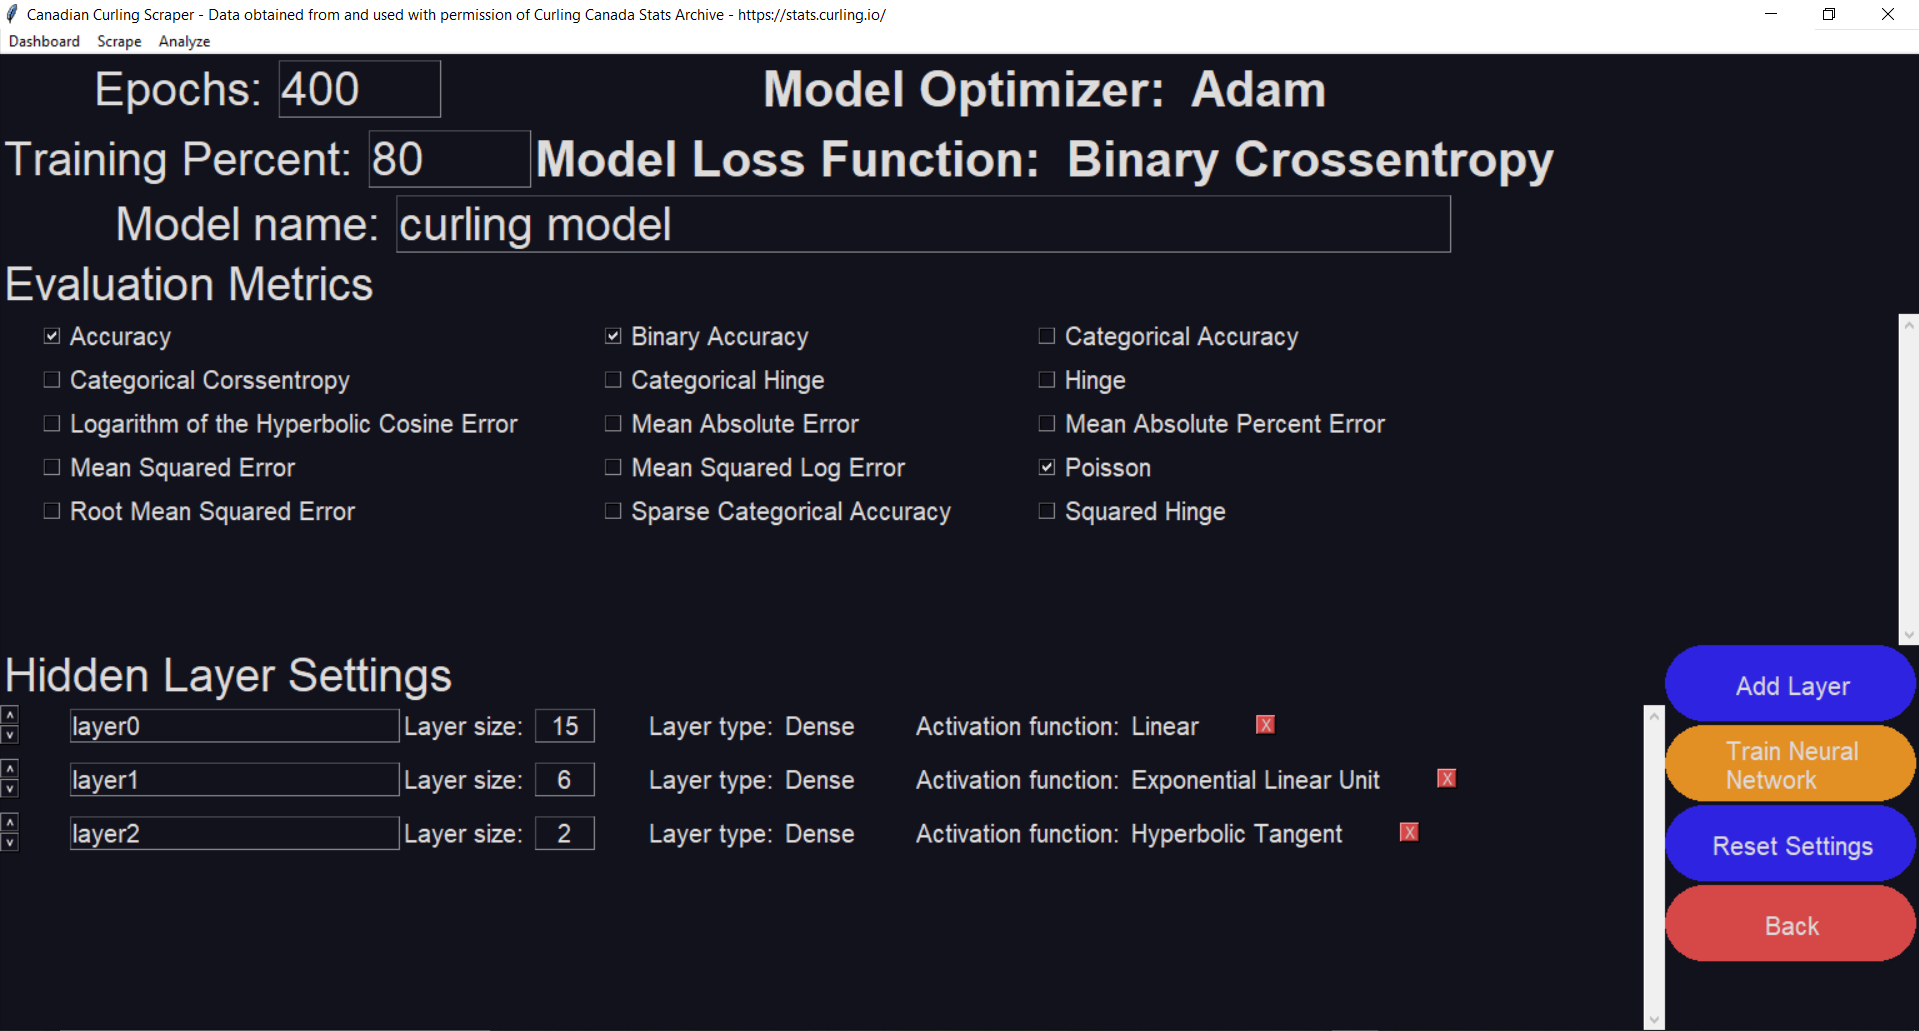 Canadian Curling Scraper - Data obtained from and used with permission of Curling Canada Stats Archive - https://stats.curling.io/
Dashboard Scrape Analyze
Epochs: 400 Model Optimizer: Adam
Training Percent: 80 Model Loss Function: Binary Crossentropy
Model name: curling model
Evaluation Metrics
Accuracy Binary Accuracy Categorical Accuracy
Categorical Corssentropy Categorical Hinge Hinge
Logarithm of the Hyperbolic Cosine Error Mean Absolute Error Mean Absolute Percent Error
Mean Squared Error Mean Squared Log Error Poisson
Root Mean Squared Error Sparse Categorical Accuracy Squared Hinge
Hidden Layer Settings
layer0 Layer size: 15 Layer type: Dense Activation function: Linear X
layer1 Layer size: 6 Layer type: Dense Activation function: Exponential Linear Unit X
layer2 Layer size: 2 Layer type: Dense Activation function: Hyperbolic Tangent X
Add Layer
Train Neural
Network
Reset Settings
Back